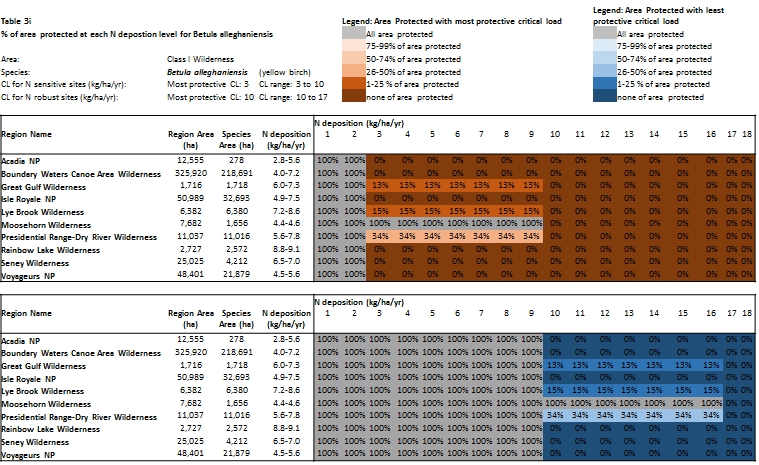 Table 3i
% of area protected at each N depostion level for Betula alleghaniensis
Area: Class I Wilderness
Species: Betula alleghaniensis (yellow birch)
CL for N sensitive sites (kg/ha/yr): Most protective CL: 3 CL range: 3 to 10
CL for N robust sites (kg/ha/yr): Most protective CL: 10 CL range: 10 to 17
Legend: Area Protected with most protective critical load
All area protected
75-99% of area protected
50-74% of area protected
26-50% of area protected
1-25 % of area protected
none of area protected
Legend: Area Protected with least
protective critical load
All area protected
75-99% of area protected
50-74% of area protected
26-50% of area protected
1-25 % of area protected
none of area protected
N deposition (kg/ha/yr)
Region Name Region Area Species N deposition 1 2 3 4 5 6 7 8 9 10 11 12 13 14 15 16 17 18
(ha) Area (ha) (kg/ha/yr)
Acadia NP 12,555 278 2.8-5.6 100% 100% 0% 0% 0% 0% 0% 0% 0% 0% 0% 0% 0% 0% 0% 0% 0% 0%
Boundary Waters Canoe Area Wilderness 325,920 218,691 4.0-7.2 100% 100% 0% 0% 0% 0% 0% 0% 0% 0% 0% 0% 0% 0% 0% 0% 0% 0%
Great Gulf Wilderness 1,716 1,718 6.0-7.3 100% 100% 13% 13% 13% 13% 13% 13% 13% 0% 0% 0% 0% 0% 0% 0% 0% 0%
Isle Royale NP 50,989 32,693 4.9-7.5 100% 100% 0% 0% 0% 0% 0% 0% 0% 0% 0% 0% 0% 0% 0% 0% 0% 0%
Lye Brook Wilderness 6,382 6,380 7.2-8.6 100% 100% 15% 15% 15% 15% 15% 15% 15% 0% 0% 0% 0% 0% 0% 0% 0% 0%
Moosehorn Wilderness 7,682 1,656 4.4-4.6 100% 100% 100% 100% 100% 100% 100% 100% 100% 0% 0% 0% 0% 0% 0% 0% 0% 0%
Presidential Range-Dry River Wilderness 11,037 11,016 5.6-7.8 100% 100% 34% 34% 34% 34% 34% 34% 34% 0% 0% 0% 0% 0% 0% 0% 0% 0%
Rainbow Lake Wilderness 2,727 2,572 8.8-9.1 100% 100% 0% 0% 0% 0% 0% 0% 0% 0% 0% 0% 0% 0% 0% 0% 0% 0%
Seney Wilderness 25,025 4,212 6.5-7.0 100% 100% 0% 0% 0% 0% 0% 0% 0% 0% 0% 0% 0% 0% 0% 0% 0% 0%
Voyageurs NP 48,401 21,879 4.5-5.6 100% 100% 0% 0% 0% 0% 0% 0% 0% 0% 0% 0% 0% 0% 0% 0% 0% 0%
N deposition (kg/ha/yr)
Region Name Region Area Species N deposition 1 2 3 4 5 6 7 8 9 10 11 12 13 14 15 16 17 18
(ha) Area (ha) (kg/ha/yr)
Acadia NP 12,555 278 2.8-5.6 100% 100% 100% 100% 100% 100% 100% 100% 100% 0% 0% 0% 0% 0% 0% 0% 0% 0%
Boundary Waters Canoe Area Wilderness 325,920 218,691 4.0-7.2 100% 100% 100% 100% 100% 100% 100% 100% 100% 0% 0% 0% 0% 0% 0% 0% 0% 0%
Great Gulf Wilderness 1,716 1,718 6.0-7.3 100% 100% 100% 100% 100% 100% 100% 100% 100% 13% 13% 13% 13% 13% 13% 13% 0% 0%
Isle Royale NP 50,989 32,693 4.9-7.5 100% 100% 100% 100% 100% 100% 100% 100% 100% 0% 0% 0% 0% 0% 0% 0% 0% 0%
Lye Brook Wilderness 6,382 6,380 7.2-8.6 100% 100% 100% 100% 100% 100% 100% 100% 100% 15% 15% 15% 15% 15% 15% 15% 0% 0%
Moosehorn Wilderness 7,682 1,656 4.4-4.6 100% 100% 100% 100% 100% 100% 100% 100% 100% 100% 100% 100% 100% 100% 100% 100% 0% 0%
Presidential Range-Dry River Wilderness 11,037 11,016 5.6-7.8 100% 100% 100% 100% 100% 100% 100% 100% 100% 34% 34% 34% 34% 34% 34% 34% 0% 0%
Rainbow Lake Wilderness 2,727 2,572 8.8-9.1 100% 100% 100% 100% 100% 100% 100% 100% 100% 0% 0% 0% 0% 0% 0% 0% 0% 0%
Seney Wilderness 25,025 4,212 6.5-7.0 100% 100% 100% 100% 100% 100% 100% 100% 100% 0% 0% 0% 0% 0% 0% 0% 0% 0%
Voyageurs NP 48,401 21,879 4.5-5.6 100% 100% 100% 100% 100% 100% 100% 100% 100% 0% 0% 0% 0% 0% 0% 0% 0% 0%